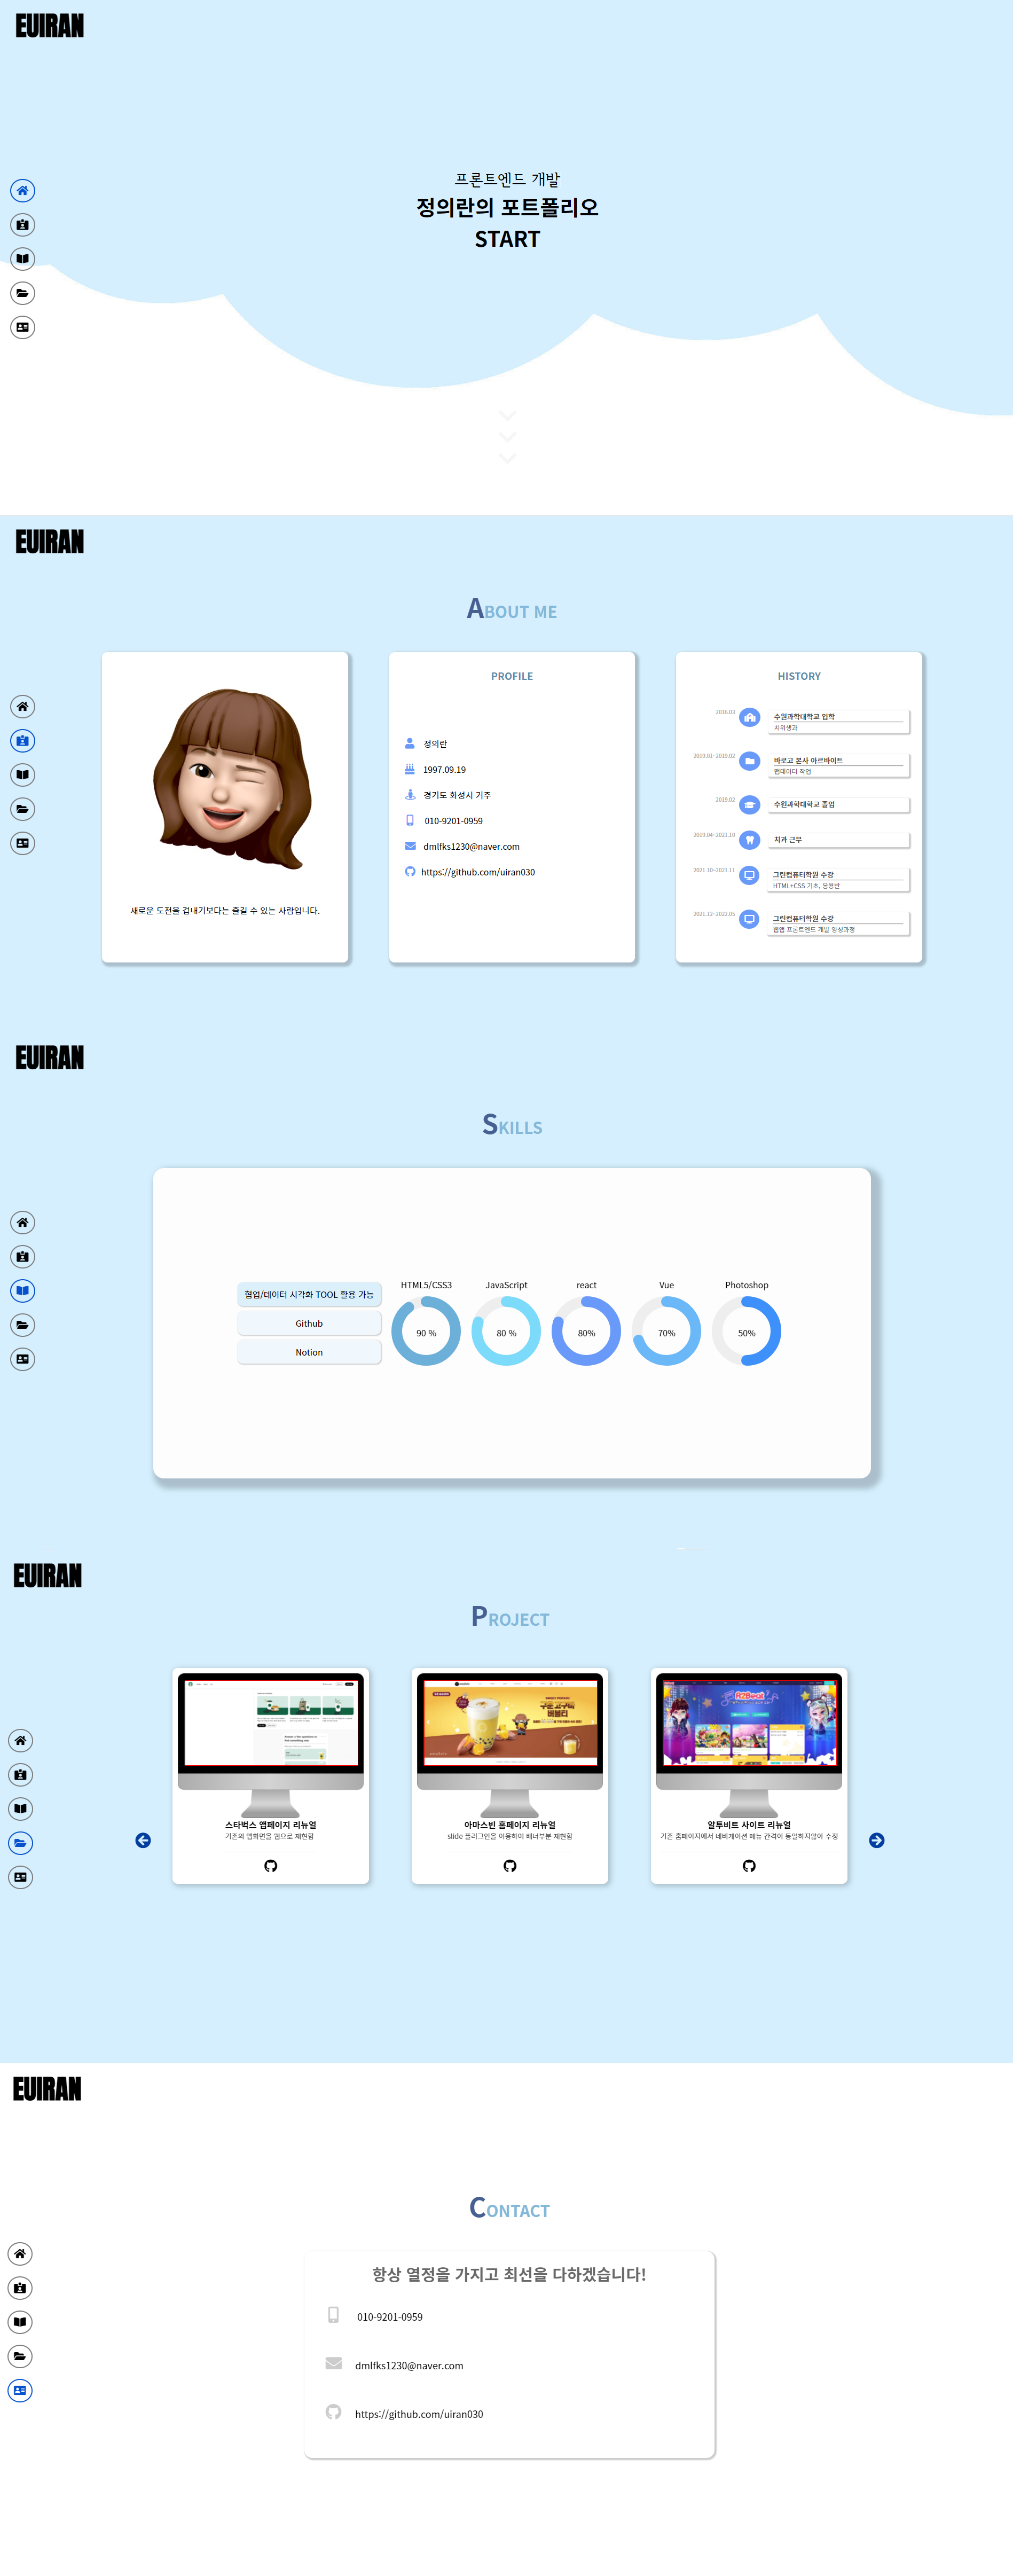 EUIRAN
프론트엔드 개발
정의란의 포트폴리오
START
EUIRAN
ABOUT ME
새로운 도전을 겁내기보다는 즐길 수 있는 사람입니다.
PROFILE
정의란
1997.09.19
경기도 화성시 거주
010-9201-0959
dmlfks1230@naver.com
https://github.com/uiran030
HISTORY
2016.03
수원과학대학교 입학
치위생과
2019.01~2019.02
바로고 본사 아르바이트
맵데이터 작업
2019.02
수원과학대학교 졸업
2019.04~2021.10
치과 근무
2021.10~2021.11
그린컴퓨터학원 수강
HTML+CSS 기초, 응용반
2021.12~2022.05
그린컴퓨터학원 수강
웹앱 프론트엔드 개발 양성과정
EUIRAN
SKILLS
협업/데이터 시각화 TOOL 활용 가능
Github
Notion
HTML5/CSS3
90 %
JavaScript
80 %
react
80%
Vue
70%
Photoshop
50%
EUIRAN
PROJECT
스타벅스 앱페이지 리뉴얼
기존의 앱화면을 웹으로 재현함
구운 고구마
버블티
아마스빈 홈페이지 리뉴얼
slide 플러그인을 이용하여 배너부분 재현함
알투비트 사이트 리뉴얼
기존 홈페이지에서 네비게이션 메뉴 간격이 동일하지않아 수정
EUIRAN
CONTACT
항상 열정을 가지고 최선을 다하겠습니다!
010-9201-0959
dmlfks1230@naver.com
https://github.com/uiran030